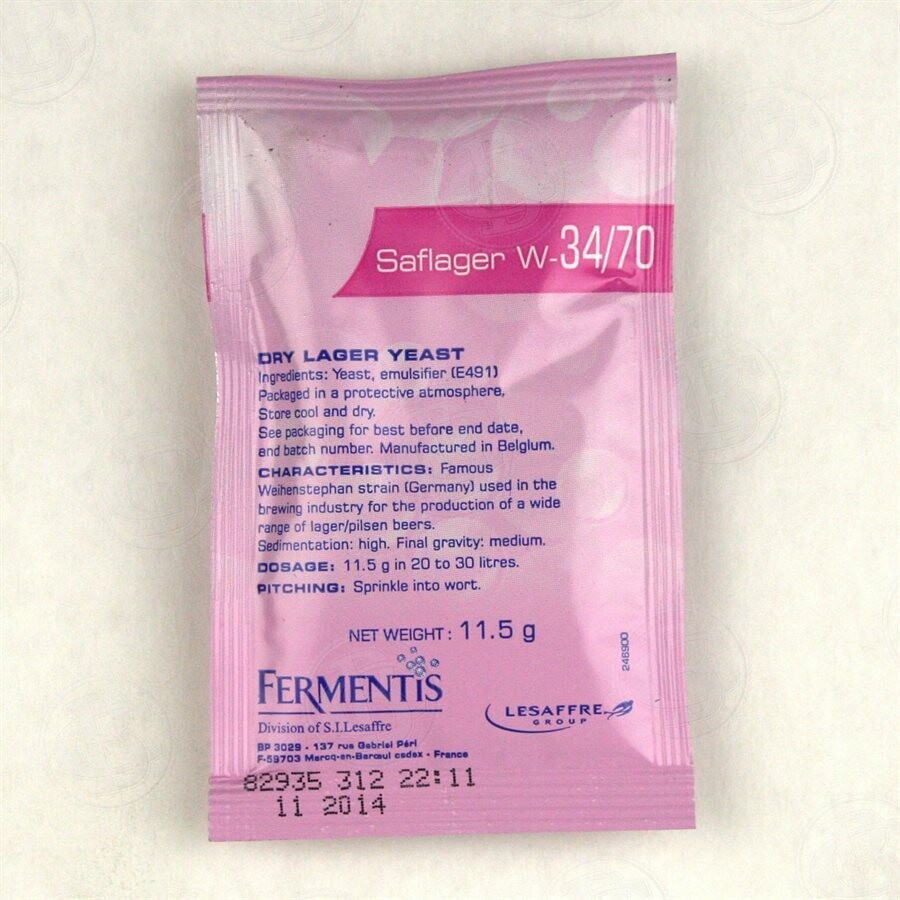 Saflager W-34/70
DRY LAGER YEAST
Ingredients: Yeast, emulsifier (E491)
Packaged in a protective atmosphere,
Store cool and dry.
See packaging for best before end date,
and batch number. Manufactured in Belgium.
CHARACTERISTICS: Famous
Weihenstephan strain (Germany) used in the
brewing industry for the production of a wide
range of lager/pilsen beers.
Sedimentation: high. Final gravity: medium.
DOSAGE: 11.5 g in 20 to 30 litres.
PITCHING: Sprinkle into wort.
NET WEIGHT: 11.5 g
246900
FERMENTIS
Division of S.I.Lesaffre
LESAFFRE
GROUP
BP 3029 - 137 rue Gabriel Péri
F-59703 Marcq-en-Barœul cedex - France
82935 312 22:11
11 2014